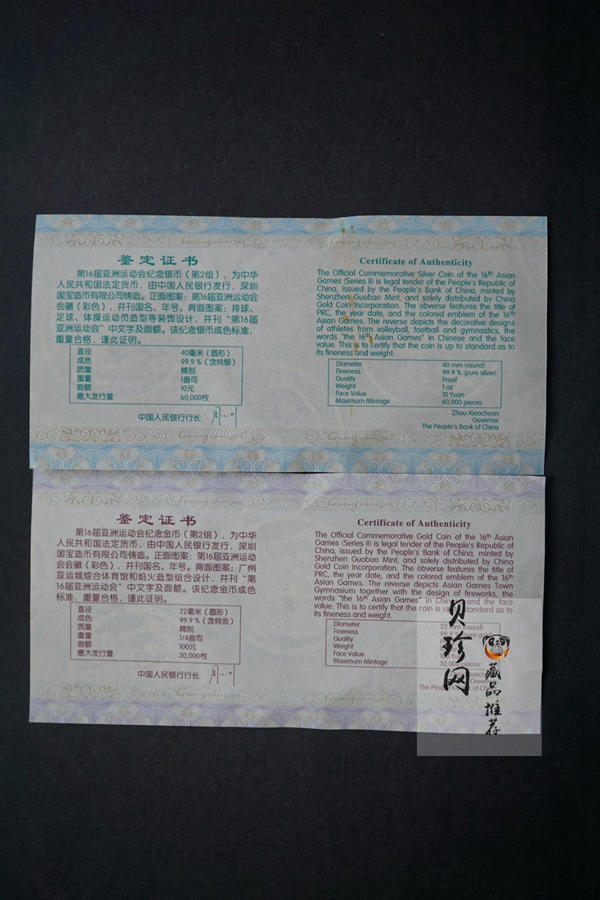 鉴定证书
第16届亚洲运动会纪念银币（第2组），为中华
人民共和国法定货币，由中国人民银行发行，深圳
国宝造币有限公司铸造。正面图案：第16届亚洲运动会
会徽（彩色），并刊国名、年号。背面图案：排球、
足球、体操运动员造型等装饰设计，并刊“第16届
亚洲运动会”中文字及面额。该纪念银币成色标准，
重量合格，谨此证明。
直径 40毫米（圆形）
成色 99.9％（含纯银）
质量 精制
重量 1盎司
面额 10元
最大发行量 60,000枚
中国人民银行行长
Certificate of Authenticity
The Official Commemorative Silver Coin of the 16th Asian
Games (Series II) is legal tender of the People's Republic of
China, issued by the People's Bank of China, minted by
Shenzhen Guobao Mint, and solely distributed by China
Gold Coin Incorporation. The obverse features the title of
PRC, the year date, and the colored emblem of the 16th
Asian Games. The reverse depicts the decorative designs
of athletes from volleyball, football and gymnastics, the
words "the 16th Asian Games" in Chinese and the face
value. This is to certify that the coin is up to standard as to
its fineness and weight.
Diameter 40 mm (round)
Fineness 99.9 % (pure silver)
Quality Proof
Weight 1 oz
Face Value 10 Yuan
Maximum Mintage 60,000 pieces
Zhou Xiaochuan
Governor
The People's Bank of China
鉴定证书
第16届亚洲运动会纪念金币（第2组），为中华
人民共和国法定货币，由中国人民银行发行，深圳
国宝造币有限公司铸造。正面图案：第16届亚洲运动会
会徽（彩色），并刊国名、年号。背面图案：广州
亚运城综合体育馆和焰火造型组合设计，并刊“第
16届亚洲运动会”中文字及面额。该纪念金币成色
标准，重量合格，谨此证明。
直径 22毫米（圆形）
成色 99.9％（含纯金）
质量 精制
重量 1/4盎司
面额 100元
最大发行量 30,000枚
中国人民银行行长
Certificate of Authenticity
The Official Commemorative Gold Coin of the 16th Asian
Games (Series II) is legal tender of the People's Republic of
China, issued by the People's Bank of China, minted by
Shenzhen Guobao Mint, and solely distributed by China
Gold Coin Incorporation. The obverse features the title of
PRC, the year date, and the colored emblem of the 16th
Asian Games. The reverse depicts Asian Games Town
Gymnasium together with the design of fireworks, the
words "the 16th Asian Games" in Chinese and the face
value. This is to certify that the coin is up to standard as to
its fineness and weight.
Diameter 22 mm (round)
Fineness
Quality
Weight
Face Value
Maximum Mintage 30,000 pieces
The People's Bank of China
贝珍网
藏品推荐